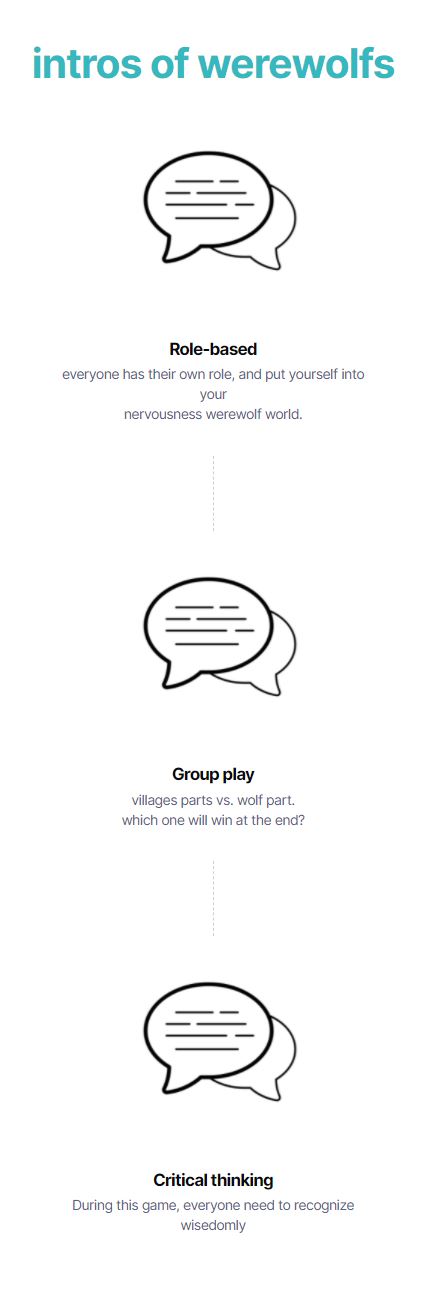 intros of werewolfs
Role-based
everyone has their own role, and put yourself into
your
nervousness werewolf world.
Group play
villages parts vs. wolf part.
which one will win at the end?
Critical thinking
During this game, everyone need to recognize
wisedomly